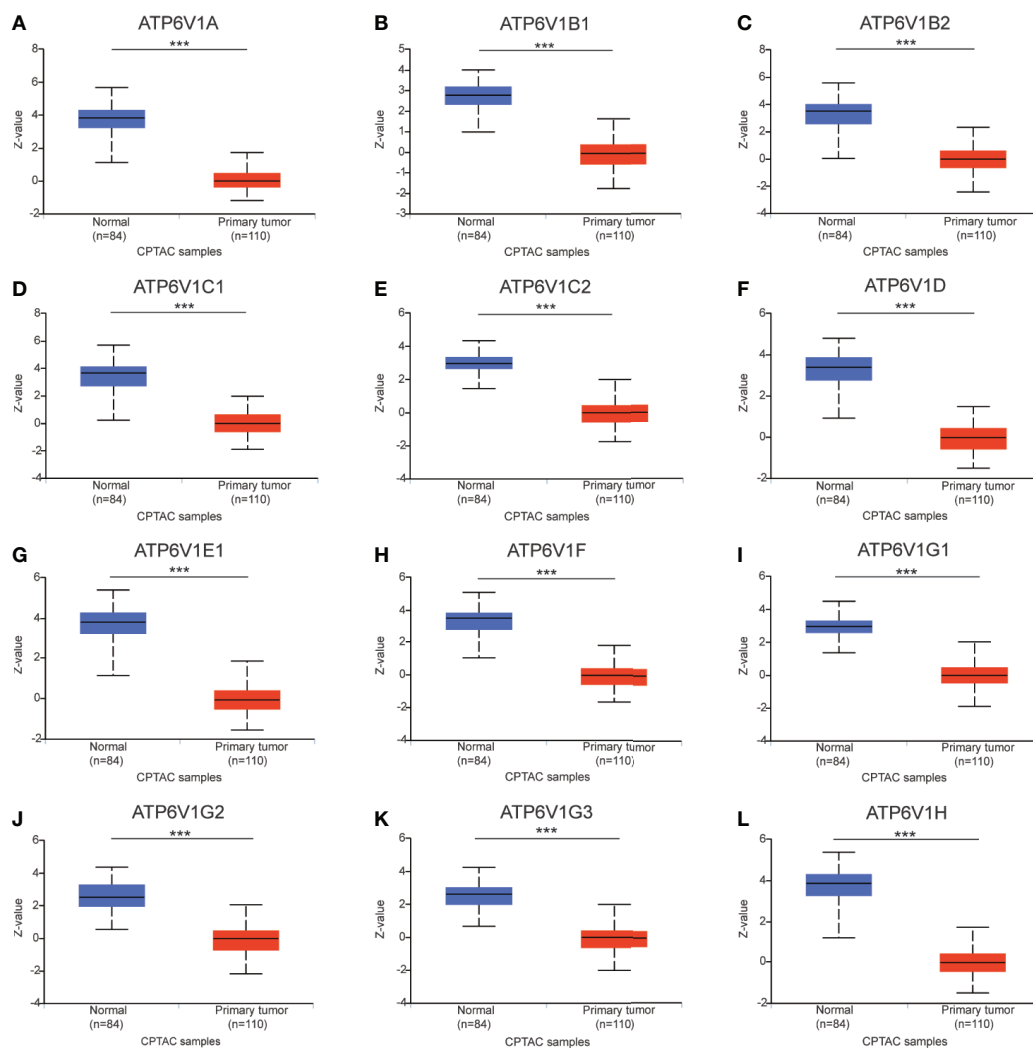 A
ATP6V1A
***
8
6
4
2
0
-2
Z-value
Normal
(n=84)
Primary tumor
(n=110)
CPTAC samples
B
ATP6V1B1
***
5
4
3
2
1
0
-1
-2
-3
Z-value
Normal
(n=84)
Primary tumor
(n=110)
CPTAC samples
C
ATP6V1B2
***
8
6
4
2
0
-2
-4
Z-value
Normal
(n=84)
Primary tumor
(n=110)
CPTAC samples
D
ATP6V1C1
***
8
6
4
2
0
-2
-4
Z-value
Normal
(n=84)
Primary tumor
(n=110)
CPTAC samples
E
ATP6V1C2
***
6
4
2
0
-2
-4
Z-value
Normal
(n=84)
Primary tumor
(n=110)
CPTAC samples
F
ATP6V1D
***
6
4
2
0
-2
Z-value
Normal
(n=84)
Primary tumor
(n=110)
CPTAC samples
G
ATP6V1E1
***
6
4
2
0
-2
Z-value
Normal
(n=84)
Primary tumor
(n=110)
CPTAC samples
H
ATP6V1F
***
6
4
2
0
-2
-4
Z-value
Normal
(n=84)
Primary tumor
(n=110)
CPTAC samples
I
ATP6V1G1
***
6
4
2
0
-2
-4
Z-value
Normal
(n=84)
Primary tumor
(n=110)
CPTAC samples
J
ATP6V1G2
***
6
4
2
0
-2
-4
Z-value
Normal
(n=84)
Primary tumor
(n=110)
CPTAC samples
K
ATP6V1G3
***
6
4
2
0
-2
-4
Z-value
Normal
(n=84)
Primary tumor
(n=110)
CPTAC samples
L
ATP6V1H
***
6
4
2
0
-2
Z-value
Normal
(n=84)
Primary tumor
(n=110)
CPTAC samples